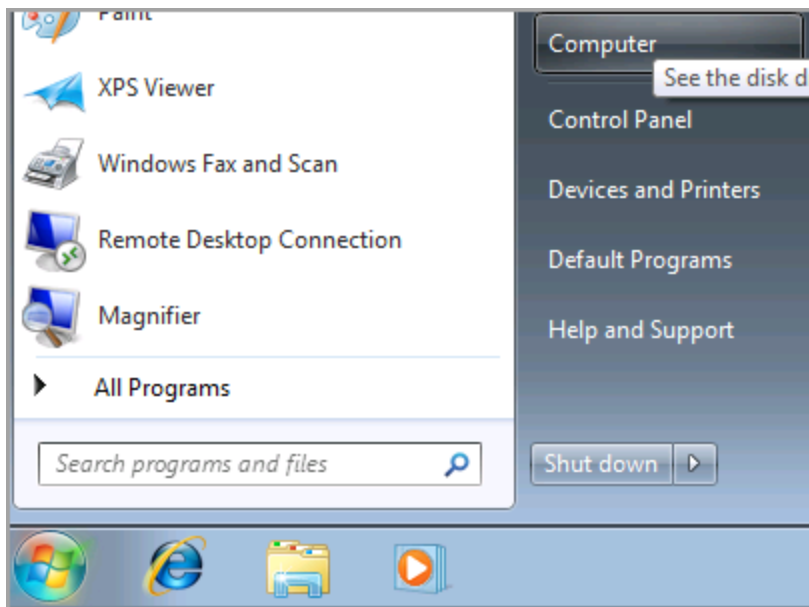 Paint
XPS Viewer
Windows Fax and Scan
Remote Desktop Connection
Magnifier
All Programs
Search programs and files
Computer
See the disk d
Control Panel
Devices and Printers
Default Programs
Help and Support
Shut down